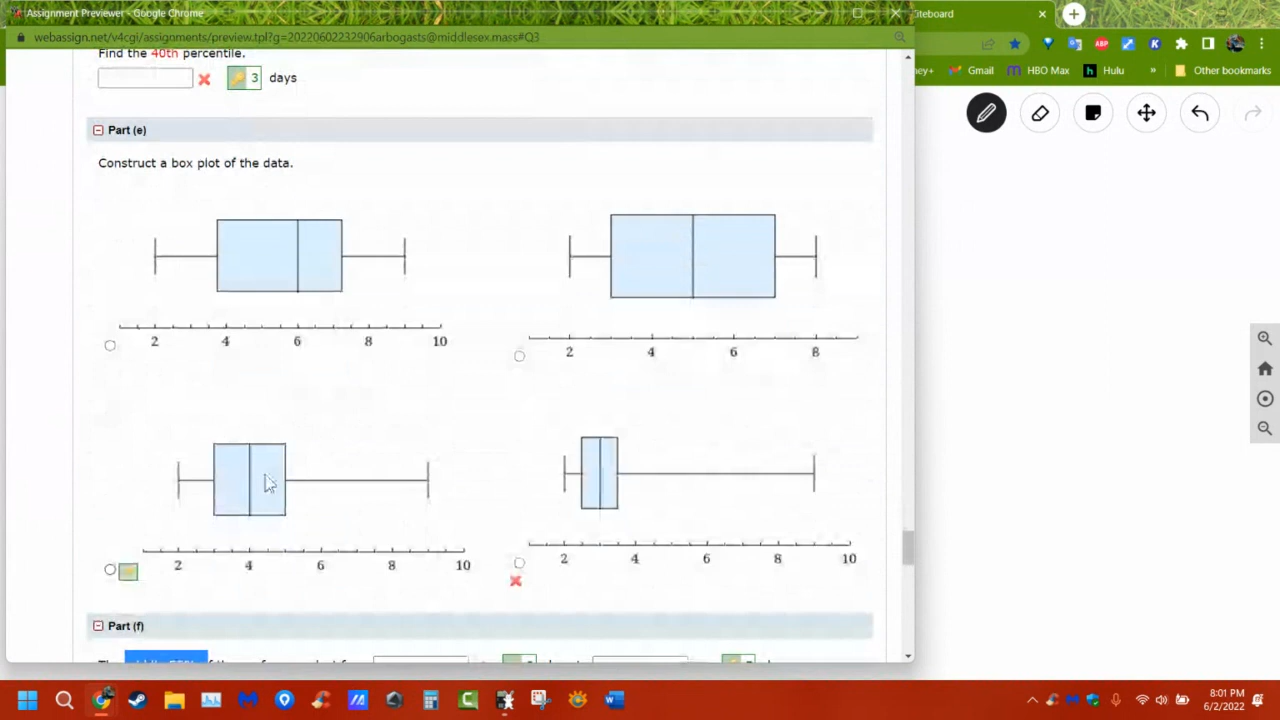 Assignment Previewer - Google Chrome
iteboard
webassign.net/v4cgi/assignments/preview.tpl?g=20220602232906arbogasts@middlesex.mass#Q3
ney+ Gmail HBO Max Hulu » Other bookmarks
Find the 40th percentile.
3 days
Part (e)
Construct a box plot of the data.
2 4 6 8 10
2 4 6 8
2 4 6 8 10
2 4 6 8 10
Part (f)
8:01 PM
6/2/2022